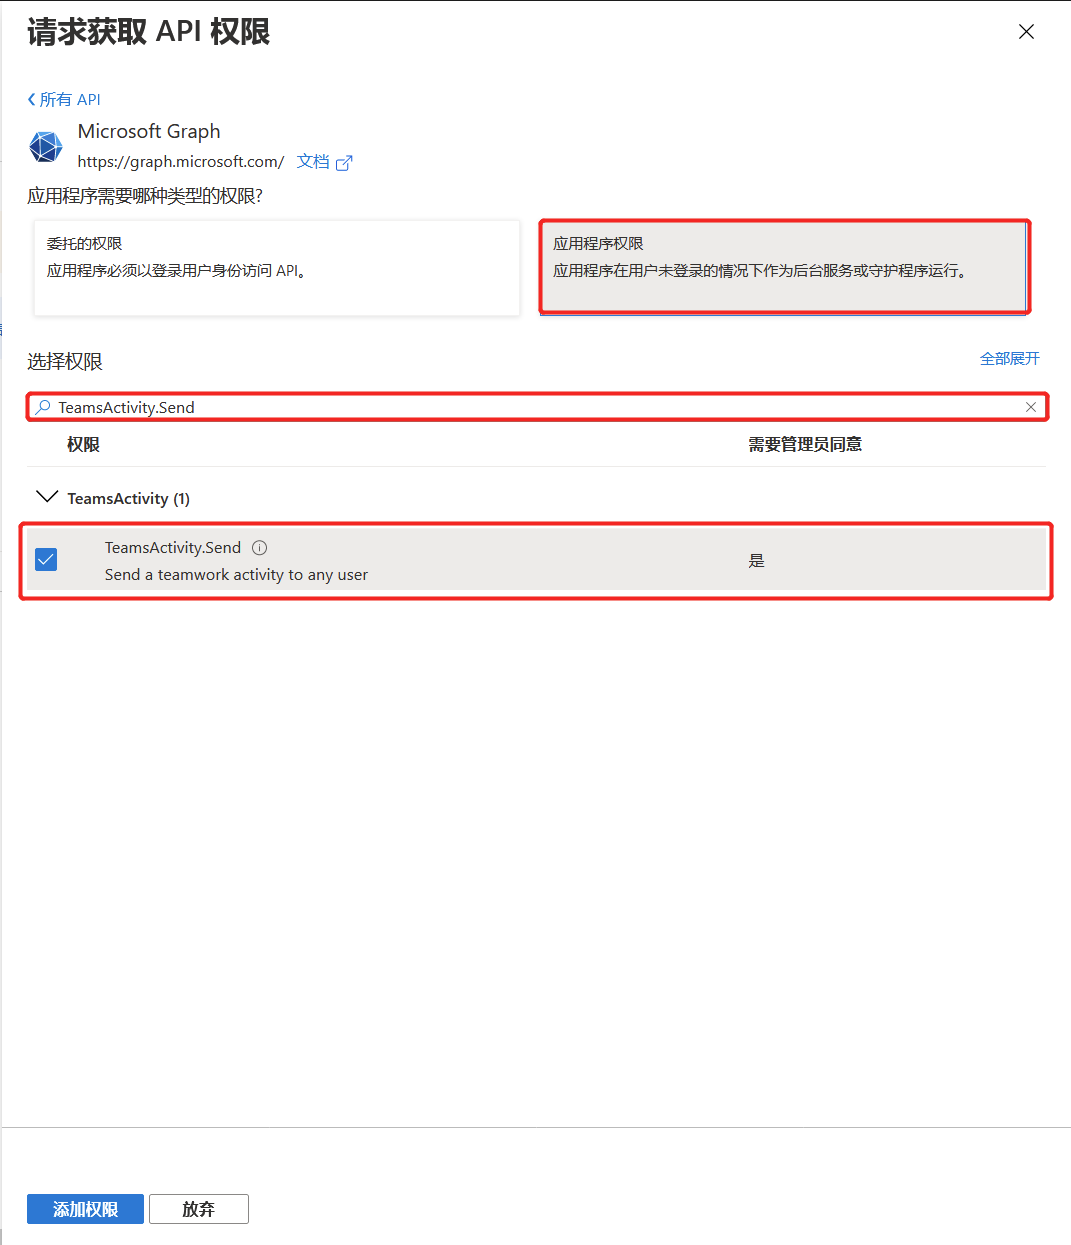 请求获取 API 权限
所有 API
Microsoft Graph
https://graph.microsoft.com/ 文档
应用程序需要哪种类型的权限?
委托的权限
应用程序必须以登录用户身份访问 API。
应用程序权限
应用程序在用户未登录的情况下作为后台服务或守护程序运行。
选择权限
全部展开
TeamsActivity.Send
权限
需要管理员同意
TeamsActivity (1)
TeamsActivity.Send
Send a teamwork activity to any user
是
添加权限
放弃